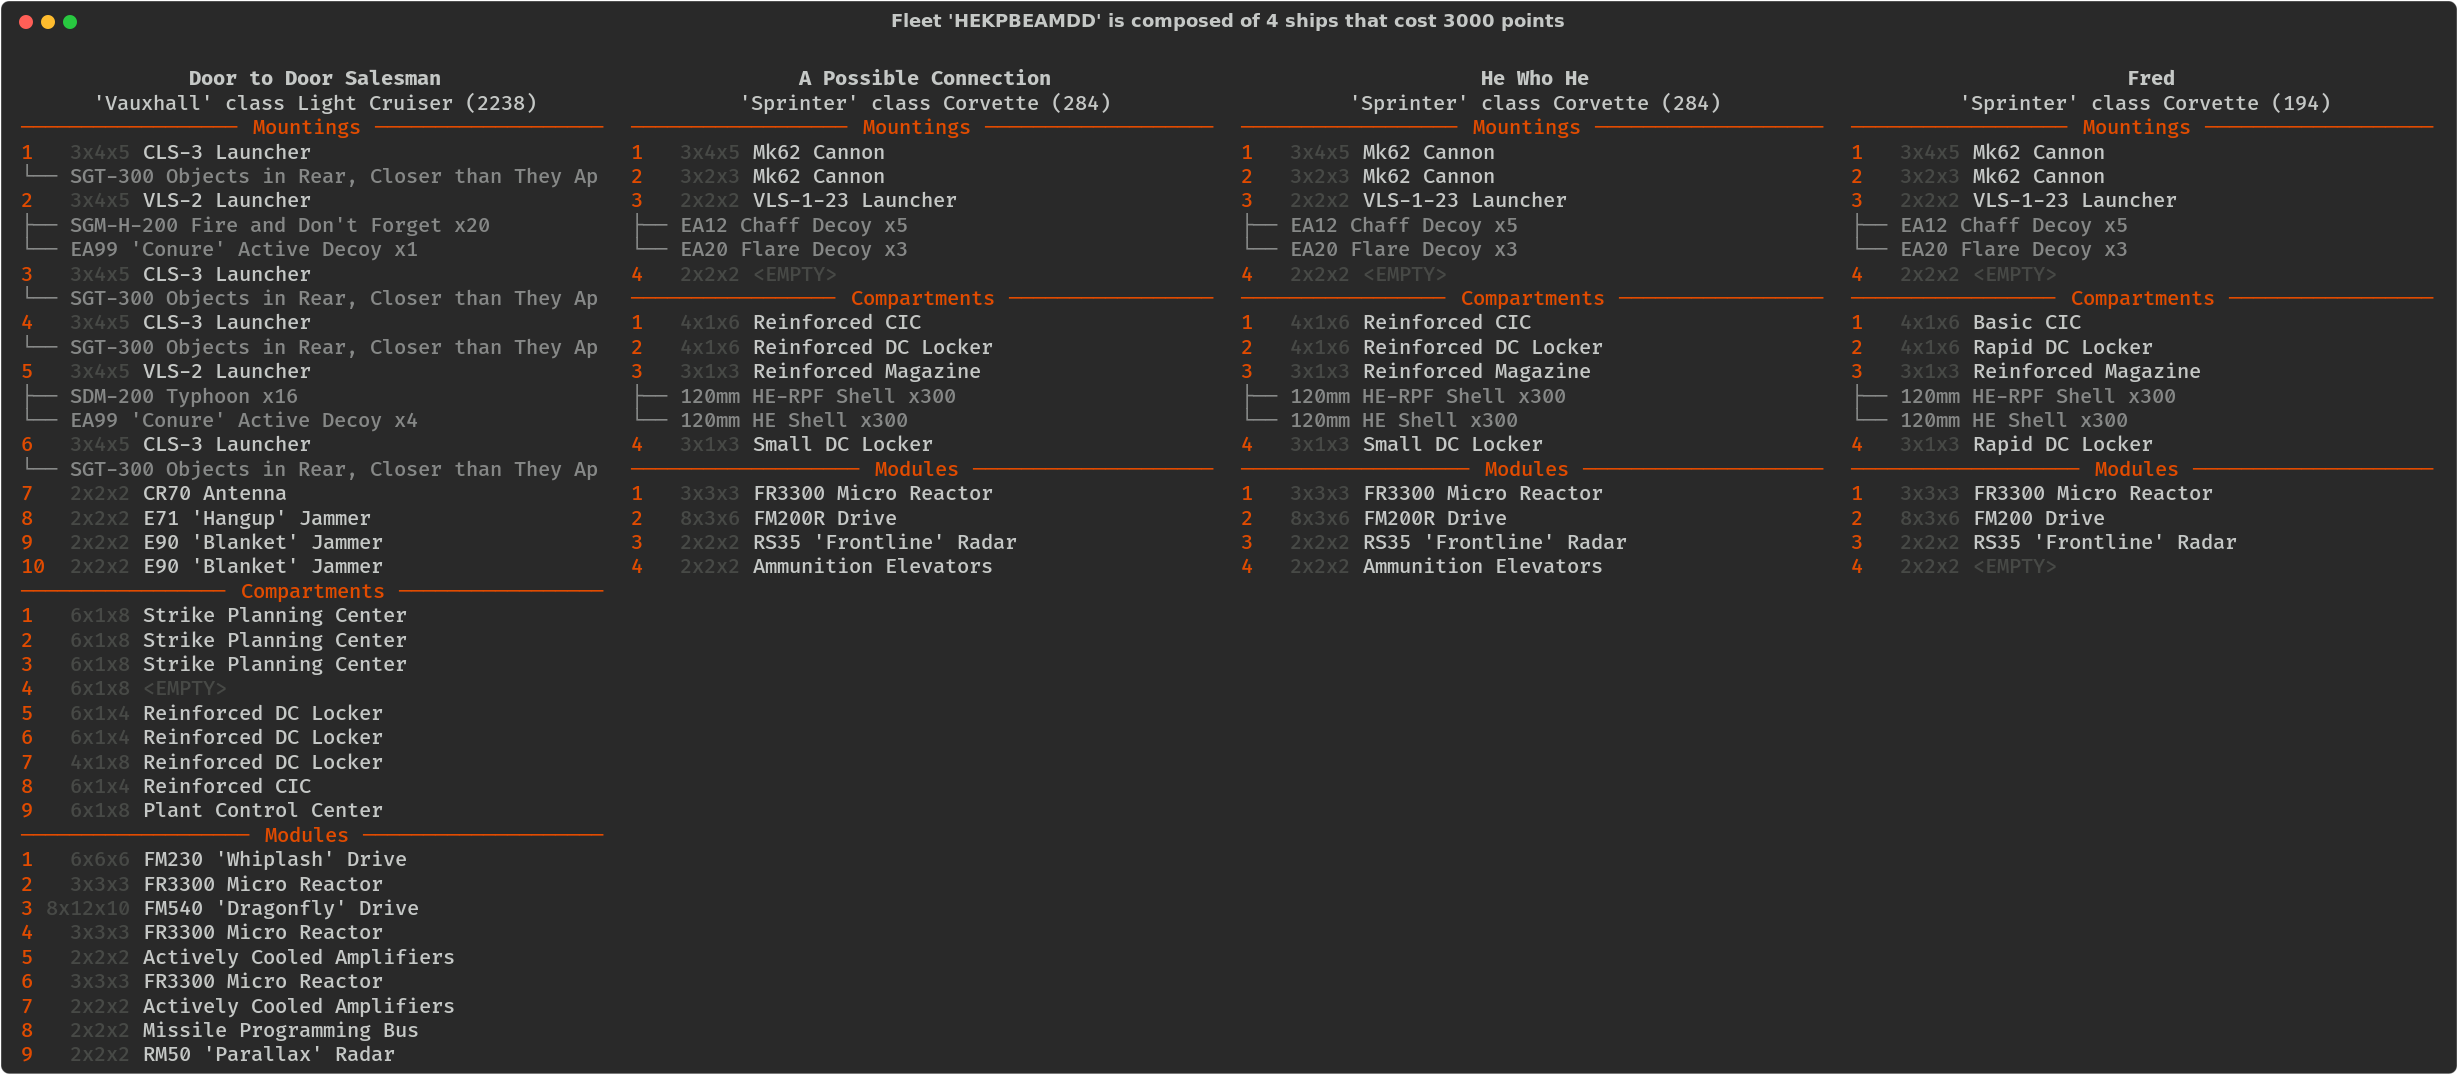 Fleet 'HEKPBEAMDD' is composed of 4 ships that cost 3000 points
Door to Door Salesman
'Vauxhall' class Light Cruiser (2238)
Mountings
1 3x4x5 CLS-3 Launcher
SGT-300 Objects in Rear, Closer than They Ap
2 3x4x5 VLS-2 Launcher
SGM-H-200 Fire and Don't Forget x20
EA99 'Conure' Active Decoy x1
3 3x4x5 CLS-3 Launcher
SGT-300 Objects in Rear, Closer than They Ap
4 3x4x5 CLS-3 Launcher
SGT-300 Objects in Rear, Closer than They Ap
5 3x4x5 VLS-2 Launcher
SDM-200 Typhoon x16
EA99 'Conure' Active Decoy x4
6 3x4x5 CLS-3 Launcher
SGT-300 Objects in Rear, Closer than They Ap
7 2x2x2 CR70 Antenna
8 2x2x2 E71 'Hangup' Jammer
9 2x2x2 E90 'Blanket' Jammer
10 2x2x2 E90 'Blanket' Jammer
Compartments
1 6x1x8 Strike Planning Center
2 6x1x8 Strike Planning Center
3 6x1x8 Strike Planning Center
4 6x1x8 <EMPTY>
5 6x1x4 Reinforced DC Locker
6 6x1x4 Reinforced DC Locker
7 4x1x8 Reinforced DC Locker
8 6x1x4 Reinforced CIC
9 6x1x8 Plant Control Center
Modules
1 6x6x6 FM230 'Whiplash' Drive
2 3x3x3 FR3300 Micro Reactor
3 8x12x10 FM540 'Dragonfly' Drive
4 3x3x3 FR3300 Micro Reactor
5 2x2x2 Actively Cooled Amplifiers
6 3x3x3 FR3300 Micro Reactor
7 2x2x2 Actively Cooled Amplifiers
8 2x2x2 Missile Programming Bus
9 2x2x2 RM50 'Parallax' Radar
A Possible Connection
'Sprinter' class Corvette (284)
Mountings
1 3x4x5 Mk62 Cannon
2 3x2x3 Mk62 Cannon
3 2x2x2 VLS-1-23 Launcher
EA12 Chaff Decoy x5
EA20 Flare Decoy x3
4 2x2x2 <EMPTY>
Compartments
1 4x1x6 Reinforced CIC
2 4x1x6 Reinforced DC Locker
3 3x1x3 Reinforced Magazine
120mm HE-RPF Shell x300
120mm HE Shell x300
4 3x1x3 Small DC Locker
Modules
1 3x3x3 FR3300 Micro Reactor
2 8x3x6 FM200R Drive
3 2x2x2 RS35 'Frontline' Radar
4 2x2x2 Ammunition Elevators
He Who He
'Sprinter' class Corvette (284)
Mountings
1 3x4x5 Mk62 Cannon
2 3x2x3 Mk62 Cannon
3 2x2x2 VLS-1-23 Launcher
EA12 Chaff Decoy x5
EA20 Flare Decoy x3
4 2x2x2 <EMPTY>
Compartments
1 4x1x6 Reinforced CIC
2 4x1x6 Reinforced DC Locker
3 3x1x3 Reinforced Magazine
120mm HE-RPF Shell x300
120mm HE Shell x300
4 3x1x3 Small DC Locker
Modules
1 3x3x3 FR3300 Micro Reactor
2 8x3x6 FM200R Drive
3 2x2x2 RS35 'Frontline' Radar
4 2x2x2 Ammunition Elevators
Fred
'Sprinter' class Corvette (194)
Mountings
1 3x4x5 Mk62 Cannon
2 3x2x3 Mk62 Cannon
3 2x2x2 VLS-1-23 Launcher
EA12 Chaff Decoy x5
EA20 Flare Decoy x3
4 2x2x2 <EMPTY>
Compartments
1 4x1x6 Basic CIC
2 4x1x6 Rapid DC Locker
3 3x1x3 Reinforced Magazine
120mm HE-RPF Shell x300
120mm HE Shell x300
4 3x1x3 Rapid DC Locker
Modules
1 3x3x3 FR3300 Micro Reactor
2 8x3x6 FM200 Drive
3 2x2x2 RS35 'Frontline' Radar
4 2x2x2 <EMPTY>